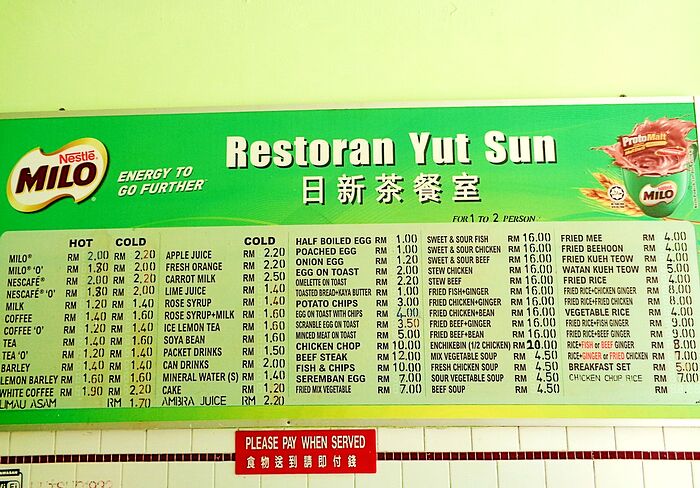 Nestlé®
MILO
ENERGY TO
GO FURTHER™
Restoran Yut Sun
日新茶餐室
ProtoMalt
MILO
FOR 1 TO 2 PERSON
HOT COLD
MILO® RM 2.00 RM 2.20
MILO® 'O' RM 1.80 RM 2.00
NESCAFE® RM 2.00 RM 2.20
NESCAFE® 'O' RM 1.80 RM 2.00
MILK RM 1.20 RM 1.40
COFFEE RM 1.40 RM 1.60
COFFEE 'O' RM 1.20 RM 1.40
TEA RM 1.40 RM 1.60
TEA 'O' RM 1.20 RM 1.40
BARLEY RM 1.40 RM 1.40
LEMON BARLEY RM 1.60 RM 1.60
WHITE COFFEE RM 1.90 RM 2.20
LIMAU ASAM RM 1.70
COLD
APPLE JUICE RM 2.20
FRESH ORANGE RM 2.20
CARROT MILK RM 2.50
LIME JUICE RM 1.40
ROSE SYRUP RM 1.40
ROSE SYRUP+MILK RM 1.60
ICE LEMON TEA RM 1.60
SOYA BEAN RM 1.60
PACKET DRINKS RM 1.50
CAN DRINKS RM 2.00
MINERAL WATER (S) RM 1.40
CAKE RM 1.20
AMBRA JUICE RM 2.20
HALF BOILED EGG RM 1.00
POACHED EGG RM 1.00
ONION EGG RM 1.20
EGG ON TOAST RM 2.00
OMELETTE ON TOAST RM 2.20
TOASTED BREAD+KAYA BUTTER RM 1.00
POTATO CHIPS RM 3.00
EGG ON TOAST WITH CHIPS RM 4.00
SCRANBLE EGG ON TOAST RM 3.50
MINCED MEAT ON TOAST RM 5.00
CHICKEN CHOP RM 10.00
BEEF STEAK RM 12.00
FISH & CHIPS RM 10.00
SEREMBAN EGG RM 7.00
FRIED MIX VEGETABLE RM 7.00
SWEET & SOUR FISH RM 16.00
SWEET & SOUR CHICKEN RM 16.00
SWEET & SOUR BEEF RM 16.00
STEW CHICKEN RM 16.00
STEW BEEF RM 16.00
FRIED FISH+GINGER RM 16.00
FRIED CHICKEN+GINGER RM 16.00
FRIED CHICKEN+BEAN RM 16.00
FRIED BEEF+GINGER RM 16.00
FRIED BEEF+BEAN RM 16.00
ENCHIKEBIN (1/2 CHICKEN) RM 20.00
MIX VEGETABLE SOUP RM 4.50
FRESH CHICKEN SOUP RM 4.50
SOUR VEGETABLE SOUP RM 4.50
BEEF SOUP RM 4.50
FRIED MEE RM 4.00
FRIED BEEHOON RM 4.00
FRIED KUEH TEOW RM 4.00
WATAN KUEH TEOW RM 5.00
FRIED RICE RM 4.00
FRIED RICE+CHICKEN GINGER RM 8.00
FRIED RICE+FRIED CHICKEN RM 8.00
VEGETABLE RICE RM 4.00
FRIED RICE+FISH GINGER RM 9.00
FRIED RICE+BEEF GINGER RM 9.00
RICE+FISH or BEEF GINGER RM 8.00
RICE+GINGER or FRIED CHICKEN RM 7.00
BREAKFAST SET RM 5.00
CHICKEN CHOP RICE RM 7.00
RM
PLEASE PAY WHEN SERVED
食物送到請即付錢